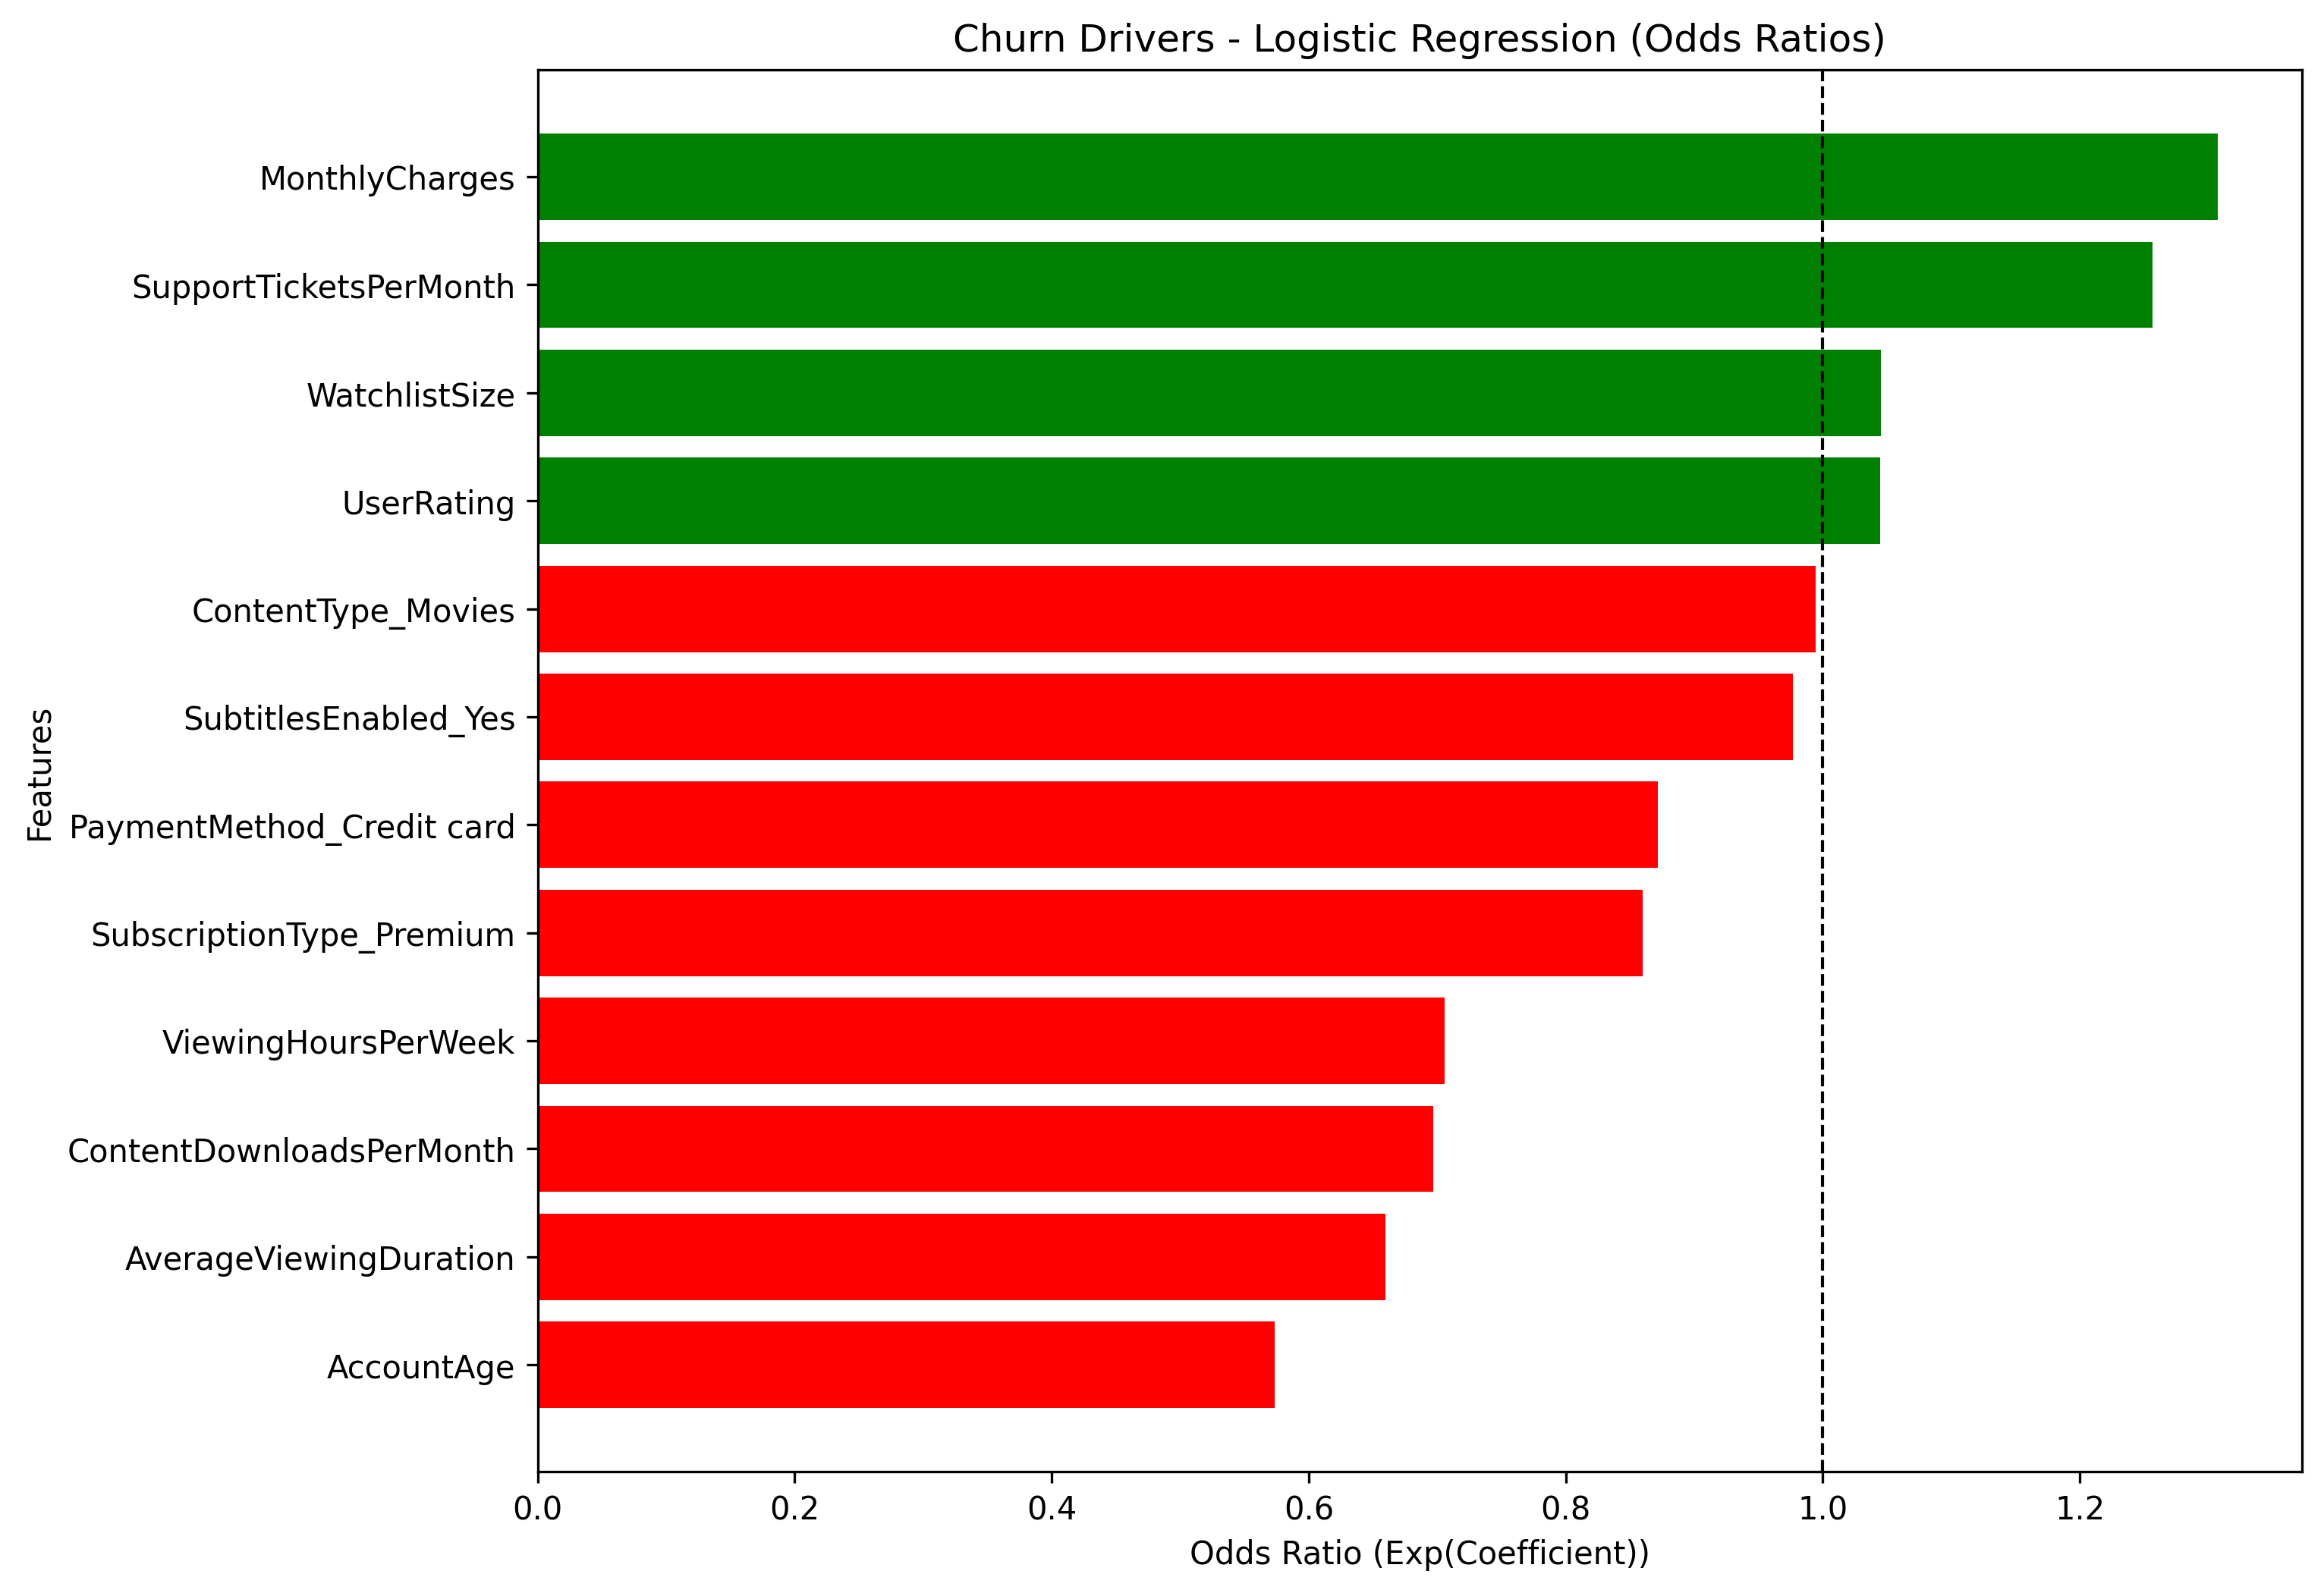 Churn Drivers - Logistic Regression (Odds Ratios)
MonthlyCharges
SupportTicketsPerMonth
WatchlistSize
UserRating
ContentType_Movies
SubtitlesEnabled_Yes
PaymentMethod_Credit card
SubscriptionType_Premium
ViewingHoursPerWeek
ContentDownloadsPerMonth
AverageViewingDuration
AccountAge
Features
0.0 0.2 0.4 0.6 0.8 1.0 1.2
Odds Ratio (Exp(Coefficient))